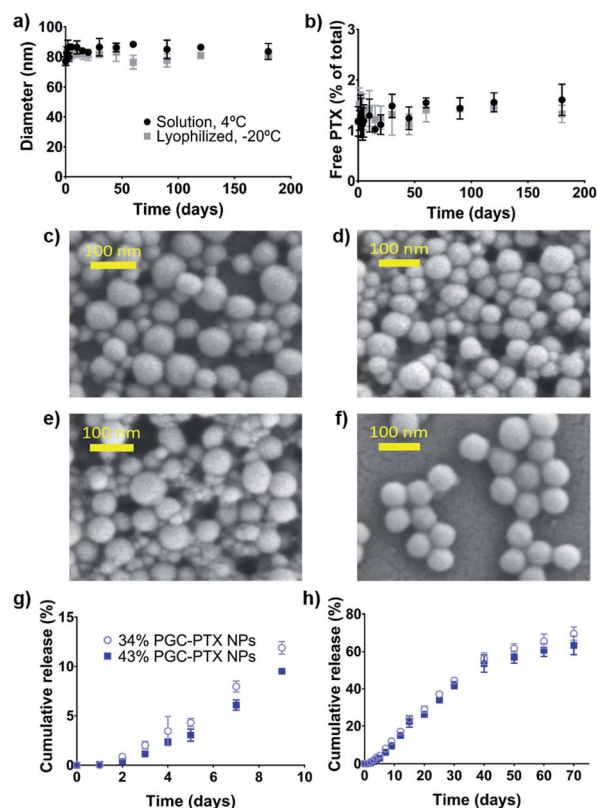 a)
100
80
60
40
20
0
Diameter (nm)
Solution, 4ºC
Lyophilized, -20ºC
0 50 100 150 200
Time (days)
b)
3
2
1
0
Free PTX (% of total)
0 50 100 150 200
Time (days)
c)
100 nm
d)
100 nm
e)
100 nm
f)
100 nm
g)
15
10
5
0
Cumulative release (%)
34% PGC-PTX NPs
43% PGC-PTX NPs
0 2 4 6 8 10
Time (days)
h)
80
60
40
20
0
Cumulative release (%)
0 10 20 30 40 50 60 70
Time (days)